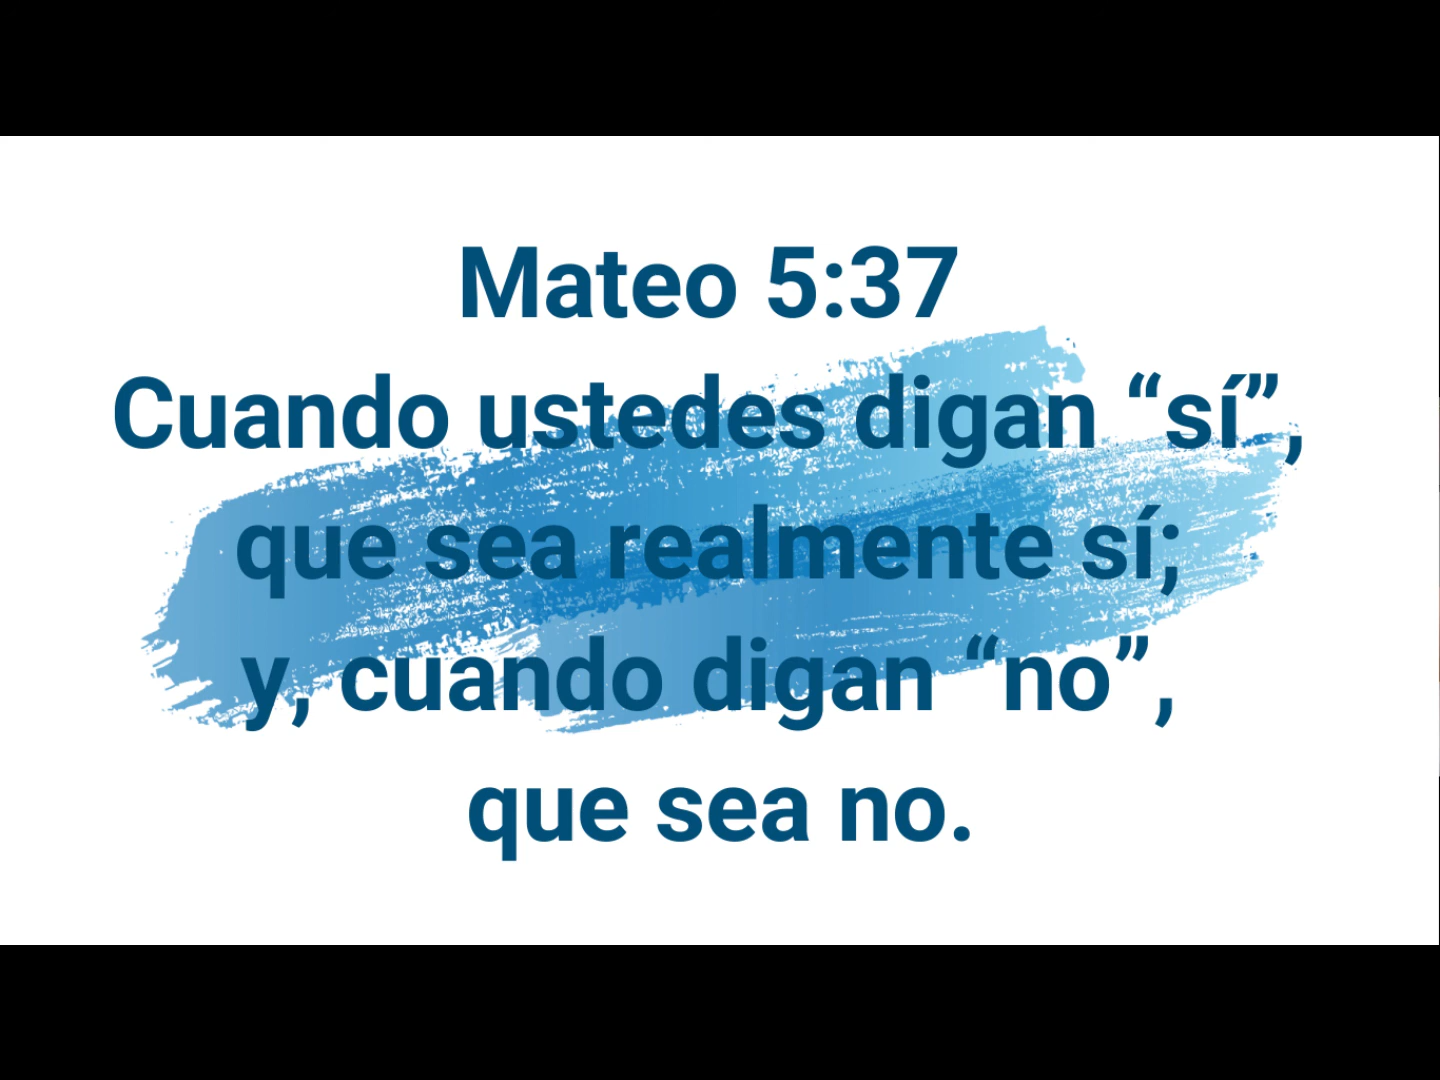 Mateo 5:37
Cuando ustedes digan “sí”,
que sea realmente sí;
y, cuando digan “no”,
que sea no.